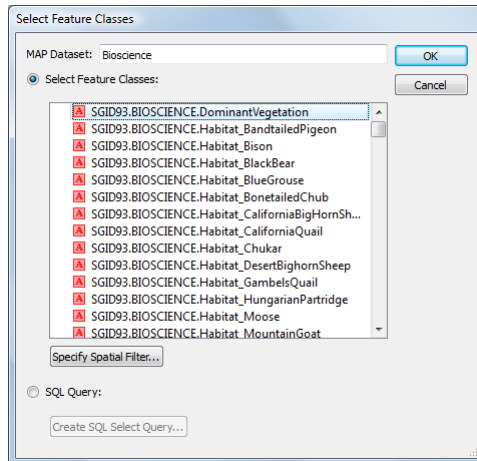 Select Feature Classes
MAP Dataset: Bioscience
OK
Select Feature Classes:
Cancel
A SGID93.BIOSCIENCE.DominantVegetation
A SGID93.BIOSCIENCE.Habitat_BandtailedPigeon
A SGID93.BIOSCIENCE.Habitat_Bison
A SGID93.BIOSCIENCE.Habitat_BlackBear
A SGID93.BIOSCIENCE.Habitat_BlueGrouse
A SGID93.BIOSCIENCE.Habitat_BonetailedChub
A SGID93.BIOSCIENCE.Habitat_CaliforniaBigHornSh...
A SGID93.BIOSCIENCE.Habitat_CaliforniaQuail
A SGID93.BIOSCIENCE.Habitat_Chukar
A SGID93.BIOSCIENCE.Habitat_DesertBighornSheep
A SGID93.BIOSCIENCE.Habitat_GambelsQuail
A SGID93.BIOSCIENCE.Habitat_HungarianPartridge
A SGID93.BIOSCIENCE.Habitat_Moose
A SGID93.BIOSCIENCE.Habitat_MountainGoat
Specify Spatial Filter...
SQL Query:
Create SQL Select Query...